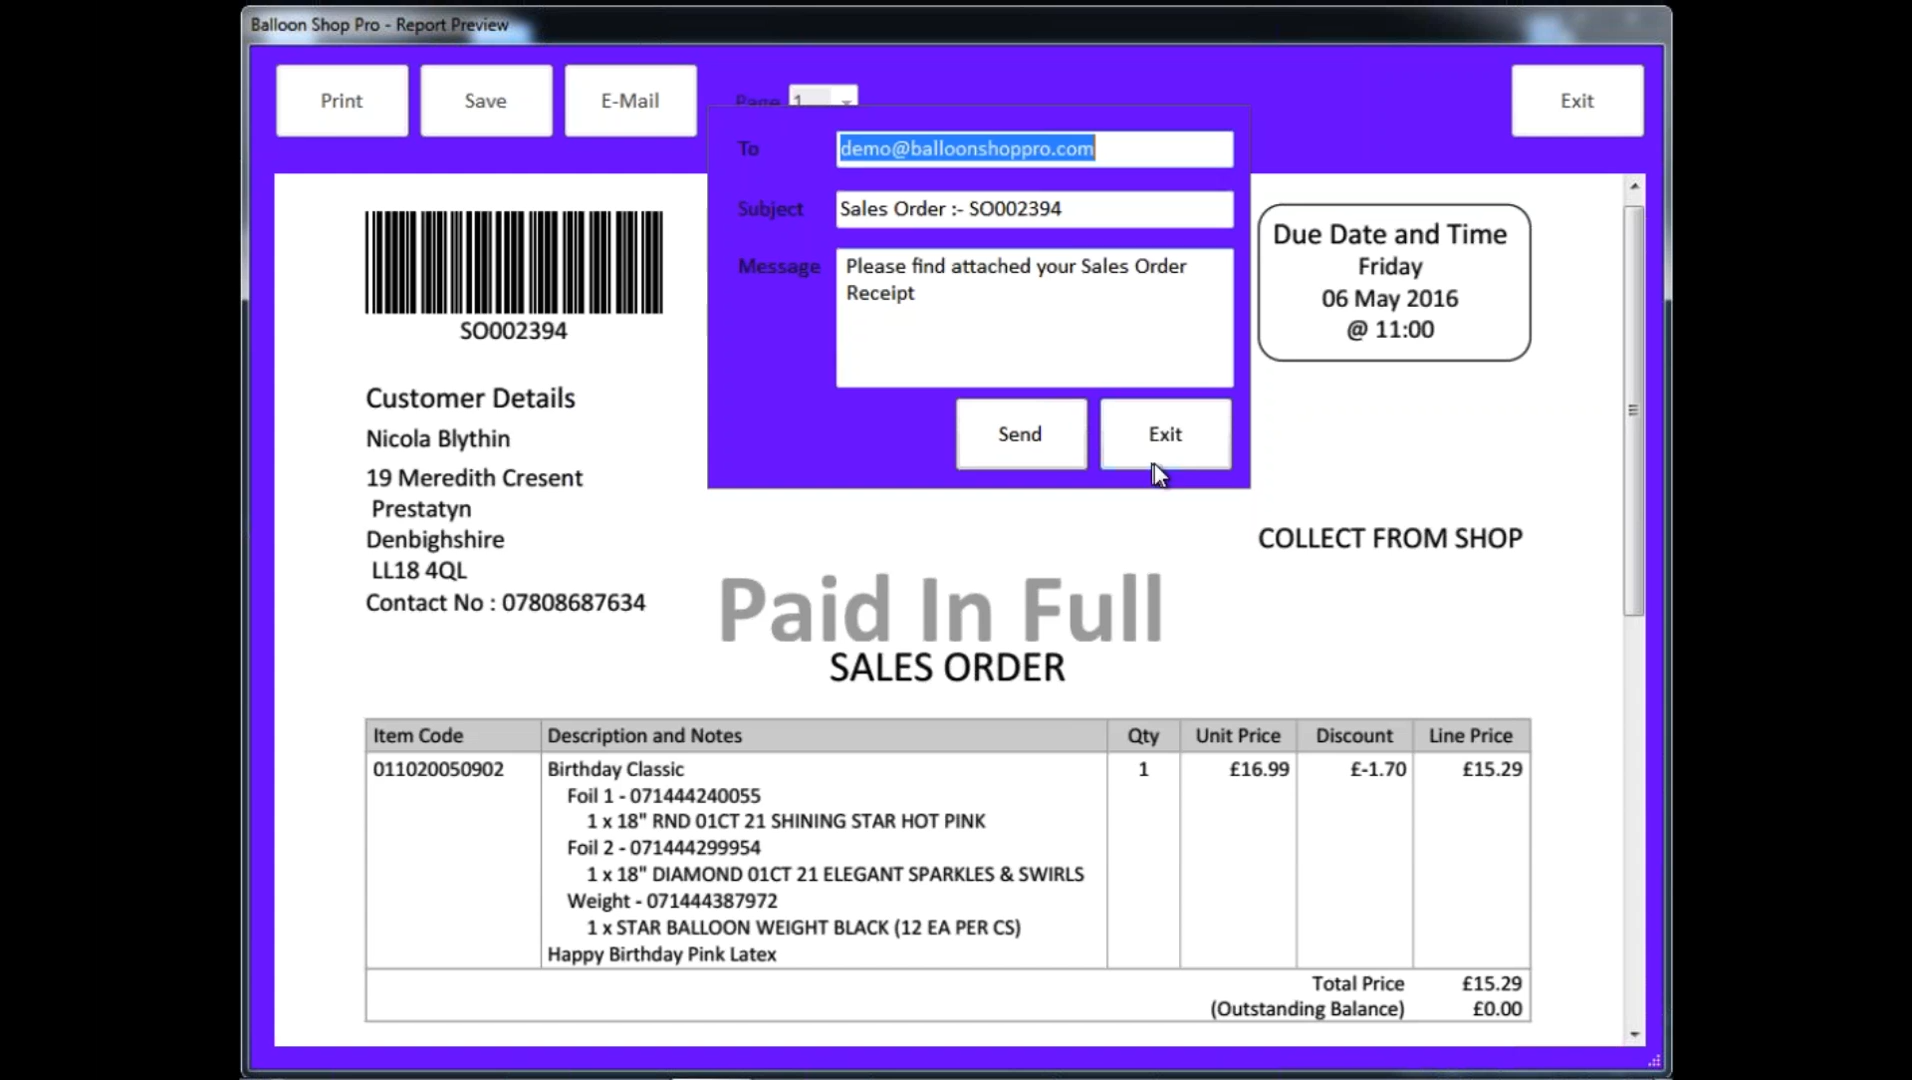 Balloon Shop Pro - Report Preview
Print
Save
E-Mail
Page 1
Exit
To
demo@balloonshoppro.com
Subject
Sales Order :- SO002394
Message
Please find attached your Sales Order
Receipt
Send
Exit
SO002394
Due Date and Time
Friday
06 May 2016
@ 11:00
Customer Details
Nicola Blythin
19 Meredith Cresent
Prestatyn
Denbighshire
LL18 4QL
Contact No : 07808687634
COLLECT FROM SHOP
Paid In Full
SALES ORDER
Item Code Description and Notes Qty Unit Price Discount Line Price
011020050902 Birthday Classic 1 £16.99 £-1.70 £15.29
Foil 1 - 071444240055
1 x 18" RND 01CT 21 SHINING STAR HOT PINK
Foil 2 - 071444299954
1 x 18" DIAMOND 01CT 21 ELEGANT SPARKLES & SWIRLS
Weight - 071444387972
1 x STAR BALLOON WEIGHT BLACK (12 EA PER CS)
Happy Birthday Pink Latex
Total Price £15.29
(Outstanding Balance) £0.00